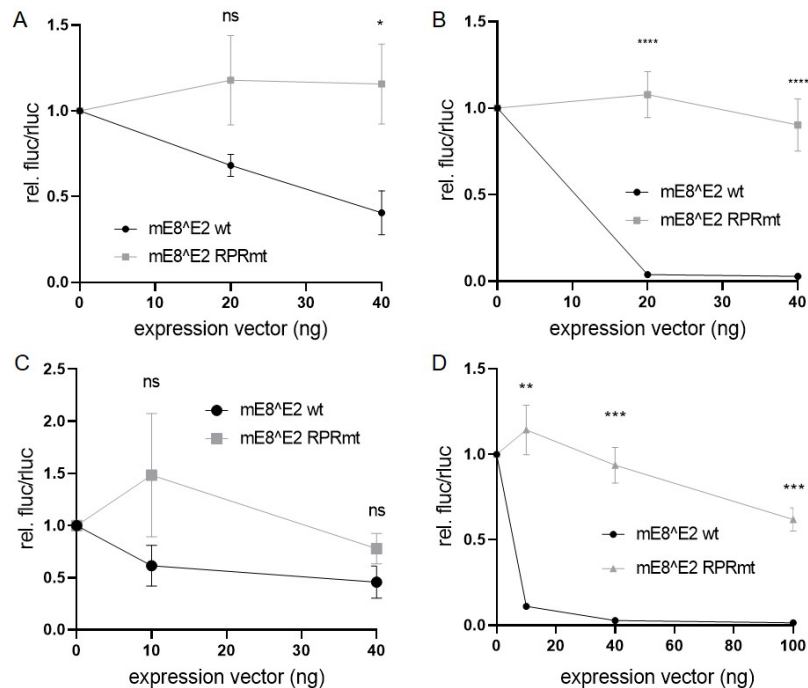 A
1.5
1.0
0.5
0.0
rel. fluc/rluc
ns
*
mE8^E2 wt
mE8^E2 RPRmt
0 10 20 30 40
expression vector (ng)
B
1.5
1.0
0.5
0.0
rel. fluc/rluc
****
****
mE8^E2 wt
mE8^E2 RPRmt
0 10 20 30 40
expression vector (ng)
C
2.5
2.0
1.5
1.0
0.5
0.0
rel. fluc/rluc
ns
ns
mE8^E2 wt
mE8^E2 RPRmt
0 10 20 30 40
expression vector (ng)
D
1.5
1.0
0.5
0.0
rel. fluc/rluc
**
***
***
mE8^E2 wt
mE8^E2 RPRmt
0 20 40 60 80 100
expression vector (ng)